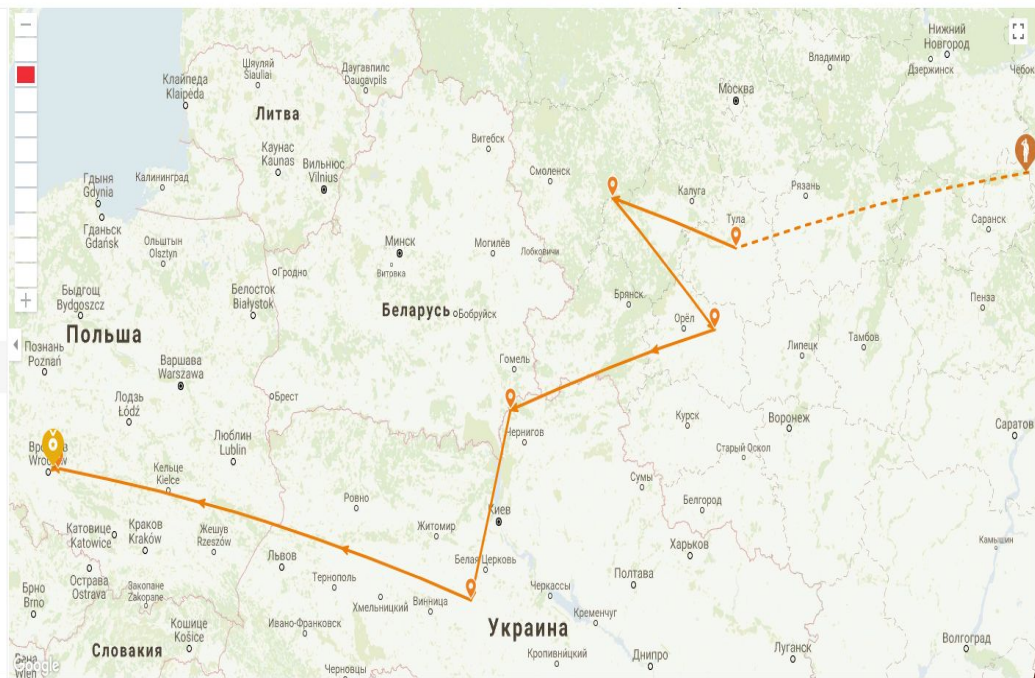 Нижний
Новгород
Дзержинск
Чебок
Владимир
Москва
Шяуляй
Šiauliai
Даугавпилс
Daugavpils
Клайпеда
Klaipėda
Литва
Витебск
Каунас
Kaunas
Вильнюс
Vilnius
Смоленск
Калининград
Гдыня
Gdynia
Гданьск
Gdańsk
Калуга
Рязань
Тула
Саранск
Ольштын
Olsztyn
Минск
Могилёв
Лобковичи
Витовка
Гродно
Быдгощ
Bydgoszcz
Белосток
Białystok
Беларусь
Бобруйск
Брянск
Пенза
Орёл
Польша
Познань
Poznań
Варшава
Warszawa
Липецк
Тамбов
Гомель
Брест
Лодзь
Łódź
Чернигов
Курск
Воронеж
Саратов
Старый Оскол
Люблин
Lublin
Кельце
Kielce
Ровно
Сумы
Белгород
Киев
Житомир
Катовице
Katowice
Краков
Kraków
Жешув
Rzeszów
Львов
Харьков
Камышин
Белая Церковь
Острава
Ostrava
Закопане
Zakopane
Тернополь
Хмельницкий
Винница
Черкассы
Полтава
Брно
Brno
Кошице
Košice
Ивано-Франковск
Украина
Кременчуг
Словакия
Черновцы
Кропивницкий
Днипро
Луганск
Волгоград
Google